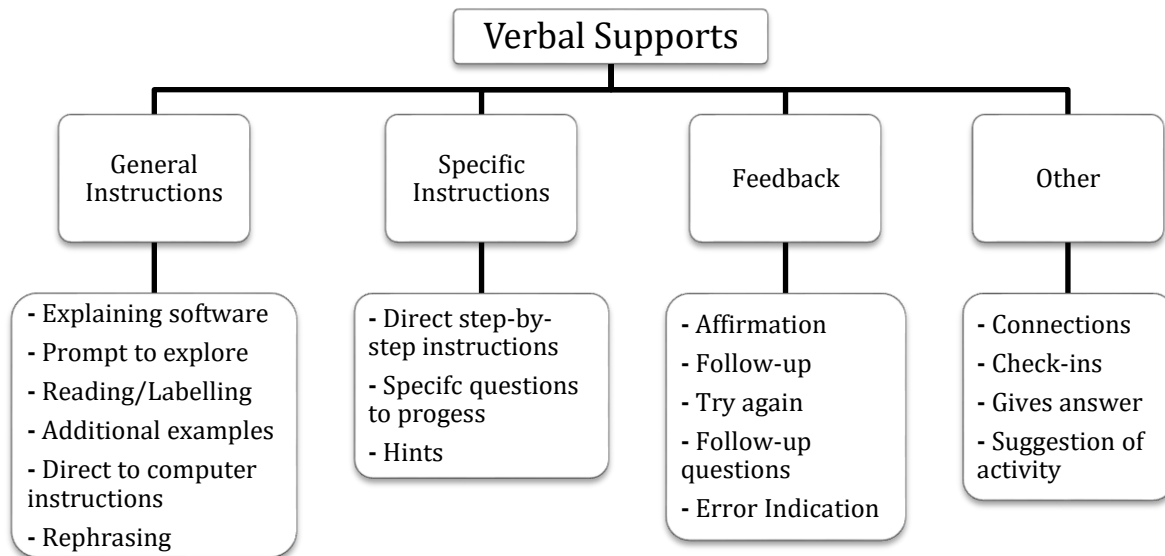 Verbal Supports
General
Instructions
Specific
Instructions
Feedback
Other
- Explaining software
- Prompt to explore
- Reading/Labelling
- Additional examples
- Direct to computer
instructions
- Rephrasing
- Direct step-by-
step instructions
- Specifc questions
to progess
- Hints
- Affirmation
- Follow-up
- Try again
- Follow-up
questions
- Error Indication
- Connections
- Check-ins
- Gives answer
- Suggestion of
activity